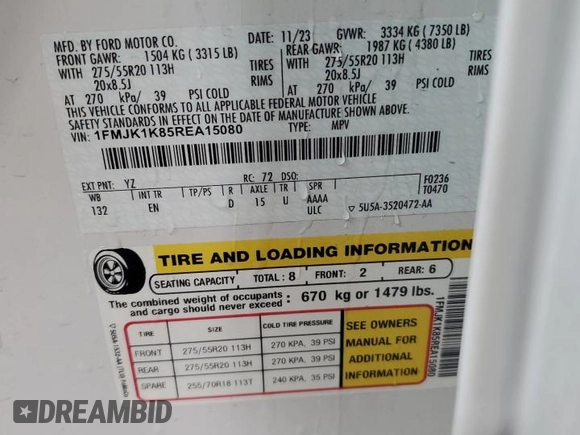 MFD. BY FORD MOTOR CO.
11/23 GVWR: 3334 KG (7350 LB)
FRONT GAWR: 1504 KG (3315 LB) REAR GAWR: 1987 KG (4380 LB)
WITH 275/55R20 113H TIRES WITH 275/55R20 113H TIRES
20x8.5J RIMS 20x8.5J RIMS
AT 270 kPa/ 39 PSI COLD AT 270 kPa/ 39 PSI COLD
THIS VEHICLE CONFORMS TO ALL APPLICABLE FEDERAL MOTOR VEHICLE
SAFETY STANDARDS IN EFFECT ON THE DATE OF MANUFACTURE SHOWN ABOVE.
VIN: 1FMJK1K85REA15080 TYPE: MPV
EXT PNT: YZ RC: 72 DSO: F0236
WB INT TR TP/PS R AXLE TR SPR T0470
132 EN D 15 U AAAA
ULC ▽ 5U5A-3520472-AA
TIRE AND LOADING INFORMATION
SEATING CAPACITY TOTAL: 8 FRONT: 2 REAR: 6
The combined weight of occupants
and cargo should never exceed : 670 kg or 1479 lbs.
TIRE SIZE COLD TIRE PRESSURE
FRONT 275/55R20 113H 270 KPA, 39 PSI
REAR 275/55R20 113H 270 KPA, 39 PSI
SPARE 255/70R18 113T 240 KPA, 35 PSI
SEE OWNERS
MANUAL FOR
ADDITIONAL
INFORMATION
1FMJK1K85REA15080
DREAMBID